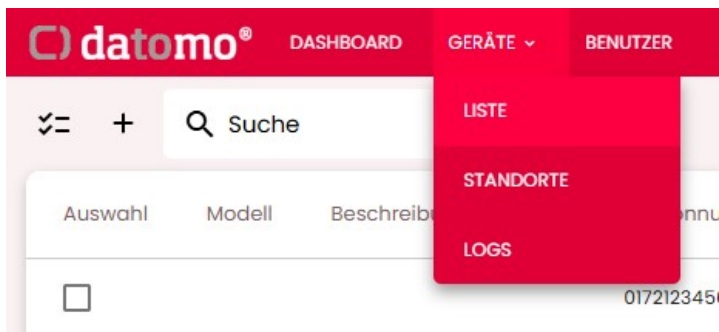 datomo® DASHBOARD GERÄTE BENUTZER
Suche
LISTE
STANDORTE
LOGS
Auswahl Modell